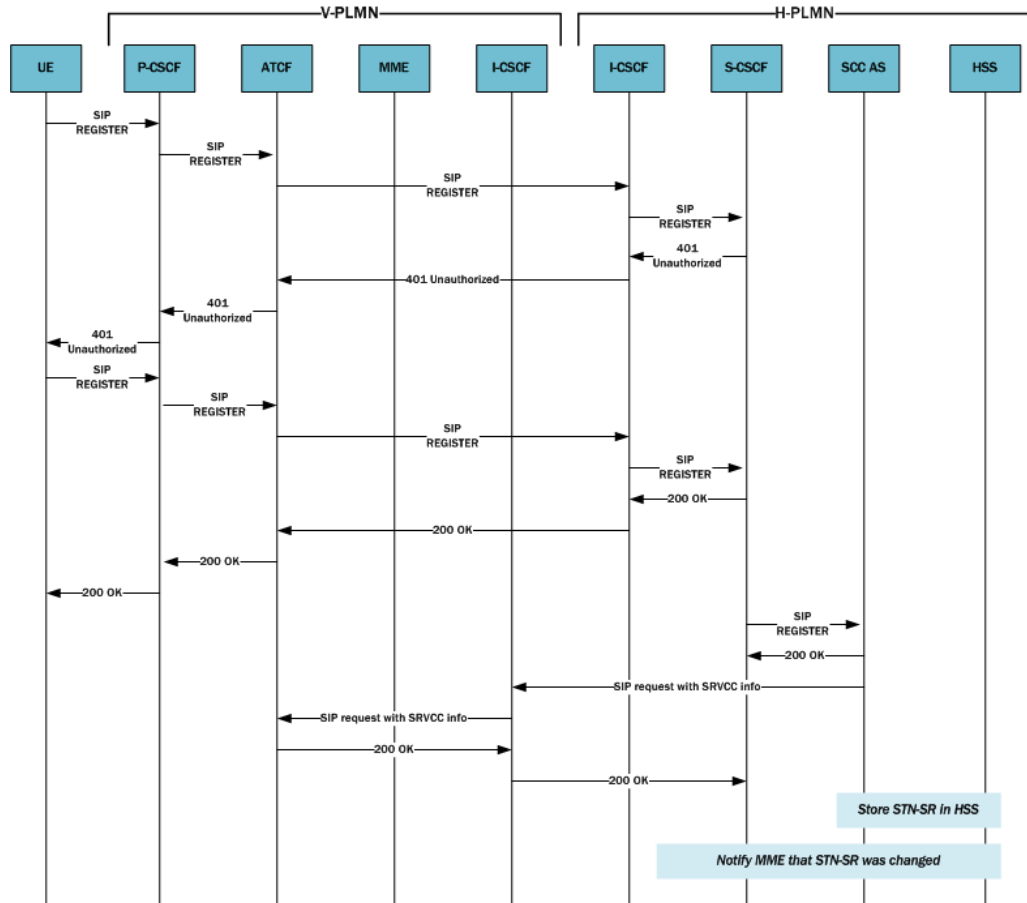 V-PLMN
H-PLMN
UE
P-CSCF
ATCF
MME
I-CSCF
I-CSCF
S-CSCF
SCC AS
HSS
SIP
REGISTER
SIP
REGISTER
SIP
REGISTER
SIP
REGISTER
401
Unauthorized
401 Unauthorized
401
Unauthorized
401
Unauthorized
SIP
REGISTER
SIP
REGISTER
SIP
REGISTER
SIP
REGISTER
200 OK
200 OK
200 OK
200 OK
SIP
REGISTER
200 OK
SIP request with SRVCC info
SIP request with SRVCC info
200 OK
200 OK
Store STN-SR in HSS
Notify MME that STN-SR was changed